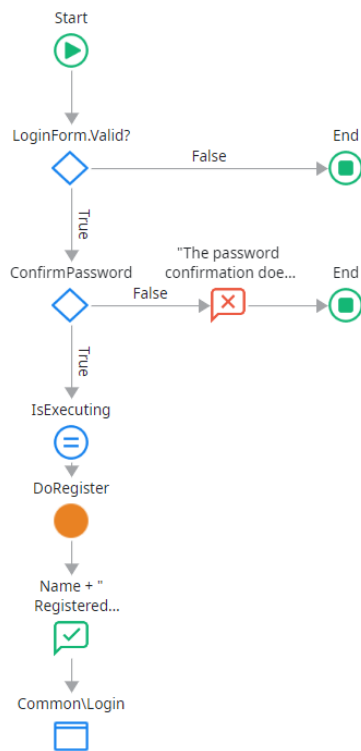 Start
LoginForm.Valid?
End
False
True
ConfirmPassword
"The password
confirmation doe...
End
False
True
IsExecuting
DoRegister
Name + "
Registered...
Common\Login